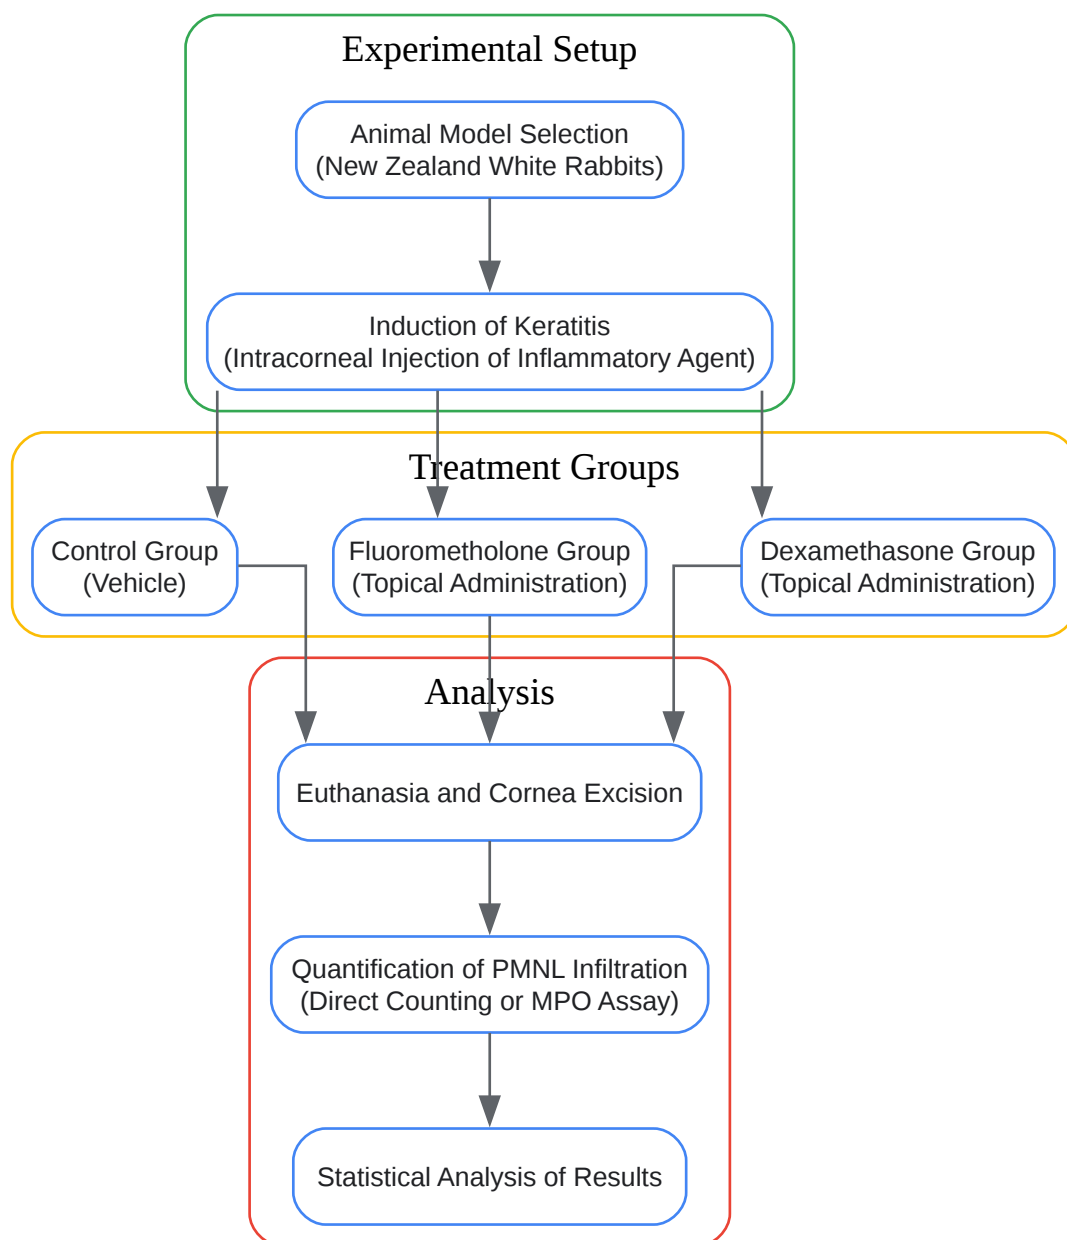 Experimental Setup
Animal Model Selection
(New Zealand White Rabbits)
Induction of Keratitis
(Intracorneal Injection of Inflammatory Agent)
Treatment Groups
Control Group
(Vehicle)
Fluorometholone Group
(Topical Administration)
Dexamethasone Group
(Topical Administration)
Analysis
Euthanasia and Cornea Excision
Quantification of PMNL Infiltration
(Direct Counting or MPO Assay)
Statistical Analysis of Results